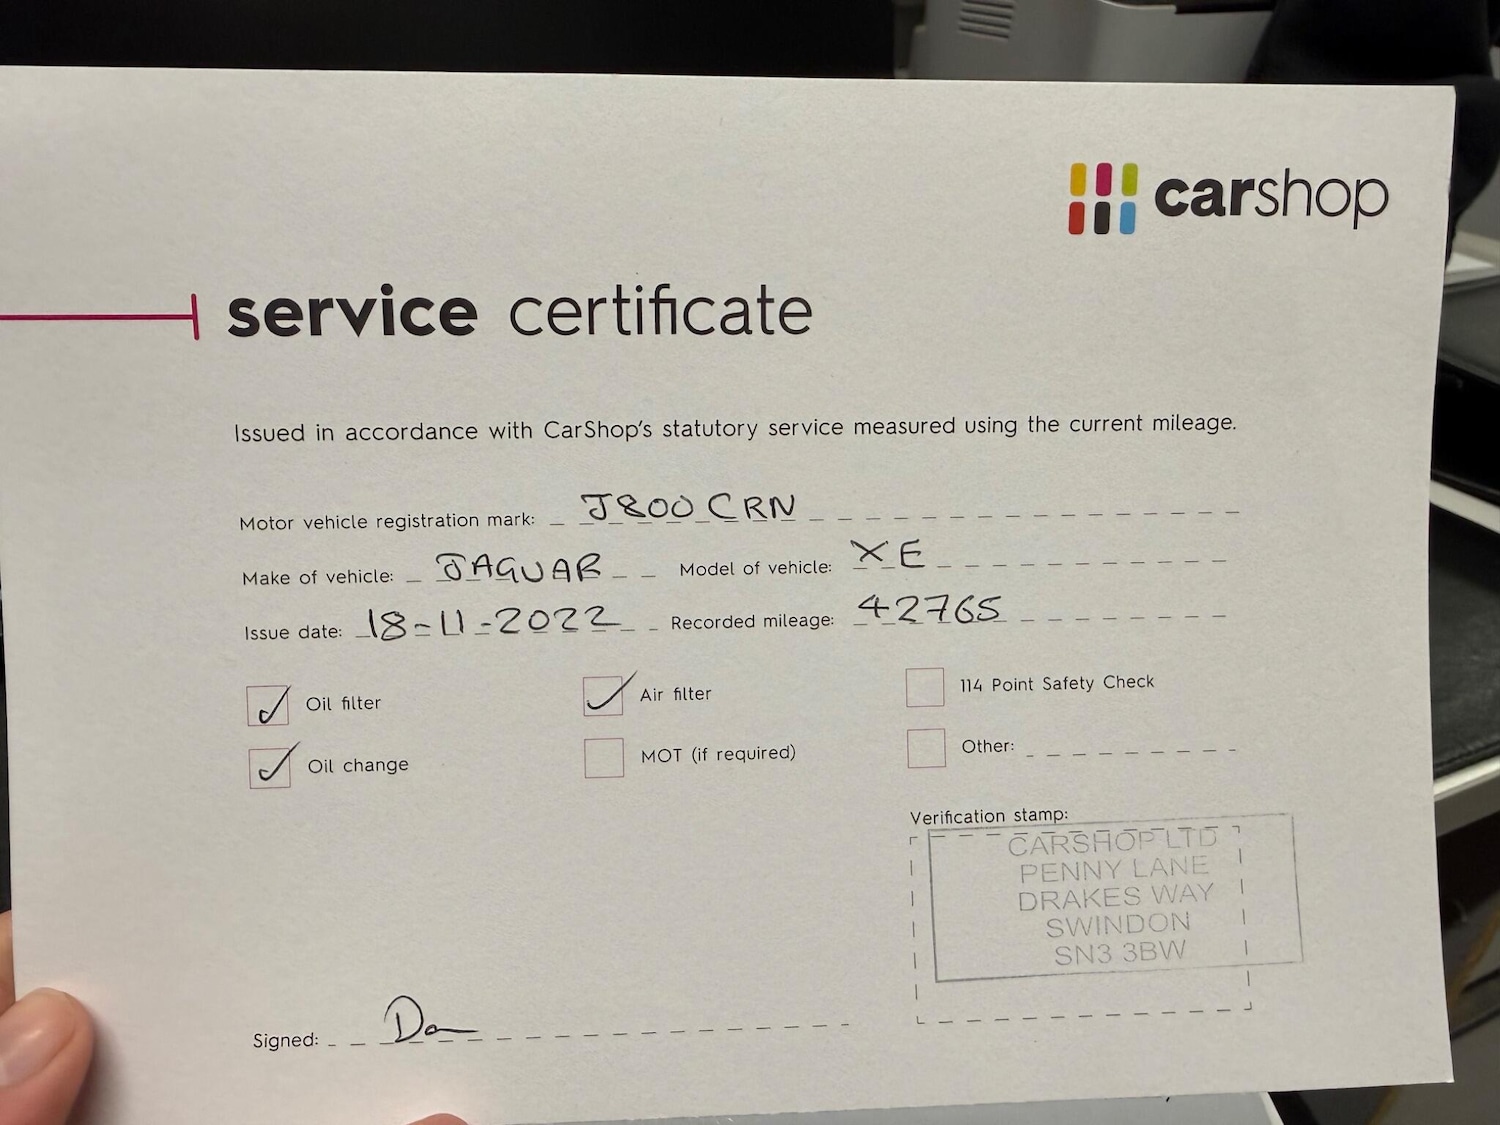 carshop
service certificate
Issued in accordance with CarShop's statutory service measured using the current mileage.
Motor vehicle registration mark: J800 CRN
Make of vehicle: JAGUAR Model of vehicle: XE
Issue date: 18-11-2022 Recorded mileage: 42765
Oil filter Air filter 114 Point Safety Check
Oil change MOT (if required) Other:
Verification stamp:
CARSHOP LTD
PENNY LANE
DRAKES WAY
SWINDON
SN3 3BW
Signed: Da